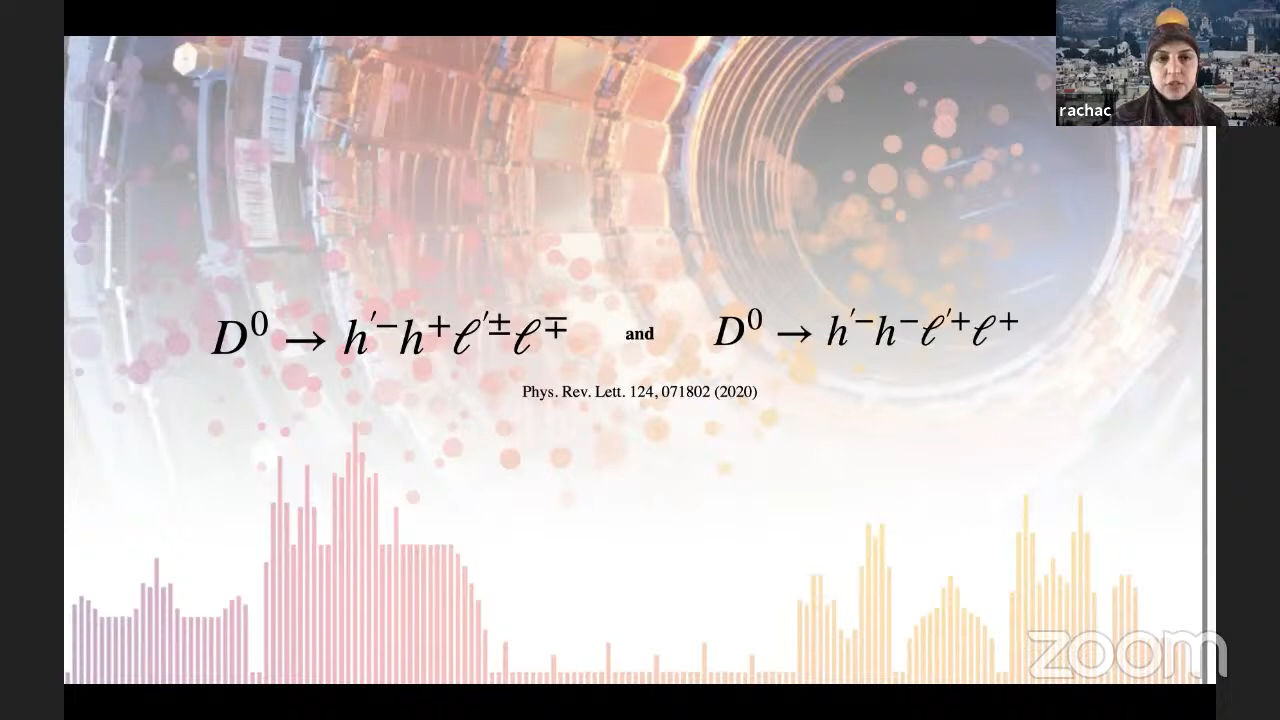 rachac
D⁰ → h′⁻h⁺ℓ′±ℓ∓ and D⁰ → h′⁻h⁻ℓ′⁺ℓ⁺
Phys. Rev. Lett. 124, 071802 (2020)
zoom